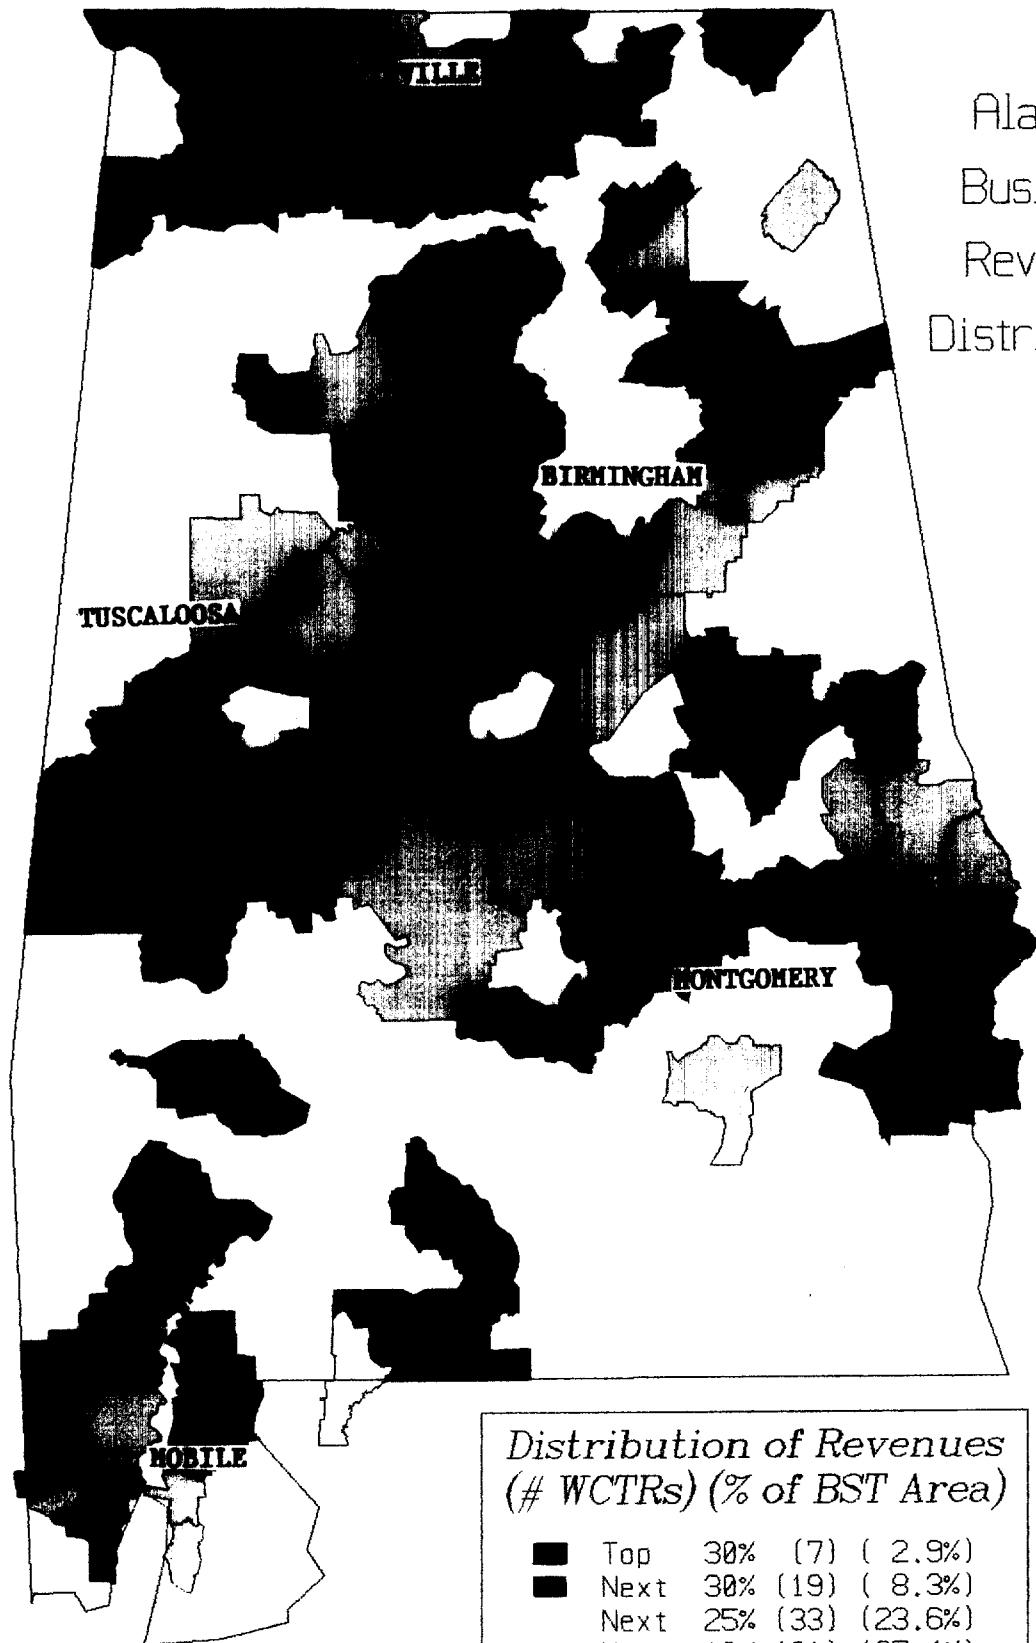 VILLE
Ala
Bus
Rev
Distr
BIRMINGHAM
TUSCALOOSA
MONTGOMERY
MOBILE
Distribution of Revenues
(# WCTRs) (% of BST Area)
Top 30% (7) ( 2.9%)
Next 30% (19) ( 8.3%)
Next 25% (33) (23.6%)